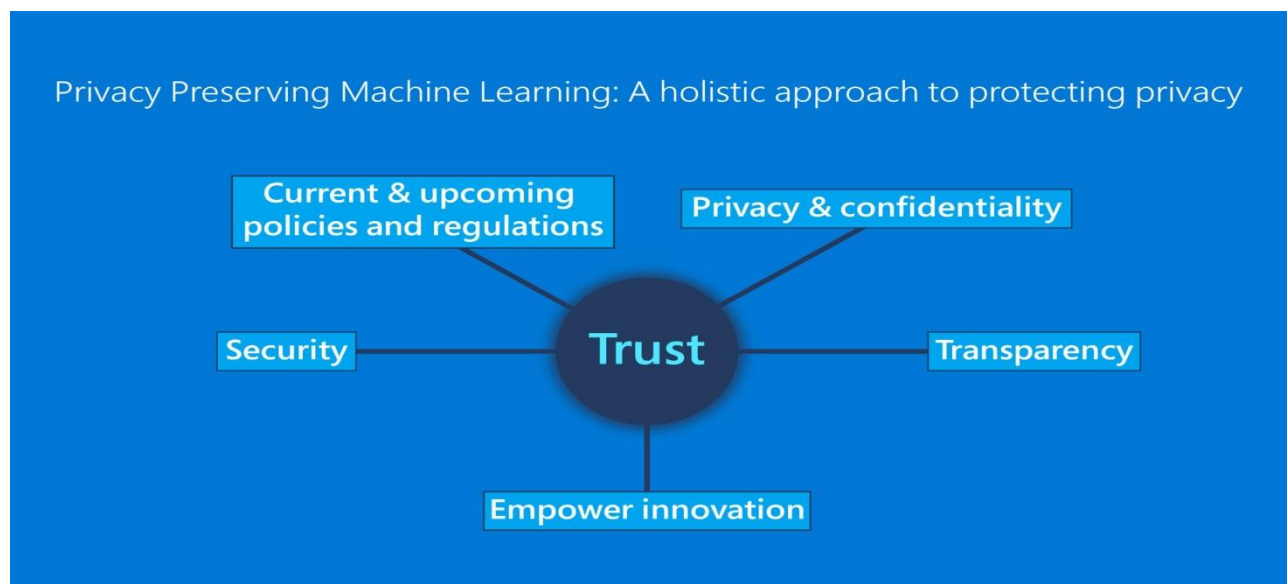 Privacy Preserving Machine Learning: A holistic approach to protecting privacy
Current & upcoming
policies and regulations
Privacy & confidentiality
Security
Trust
Transparency
Empower innovation